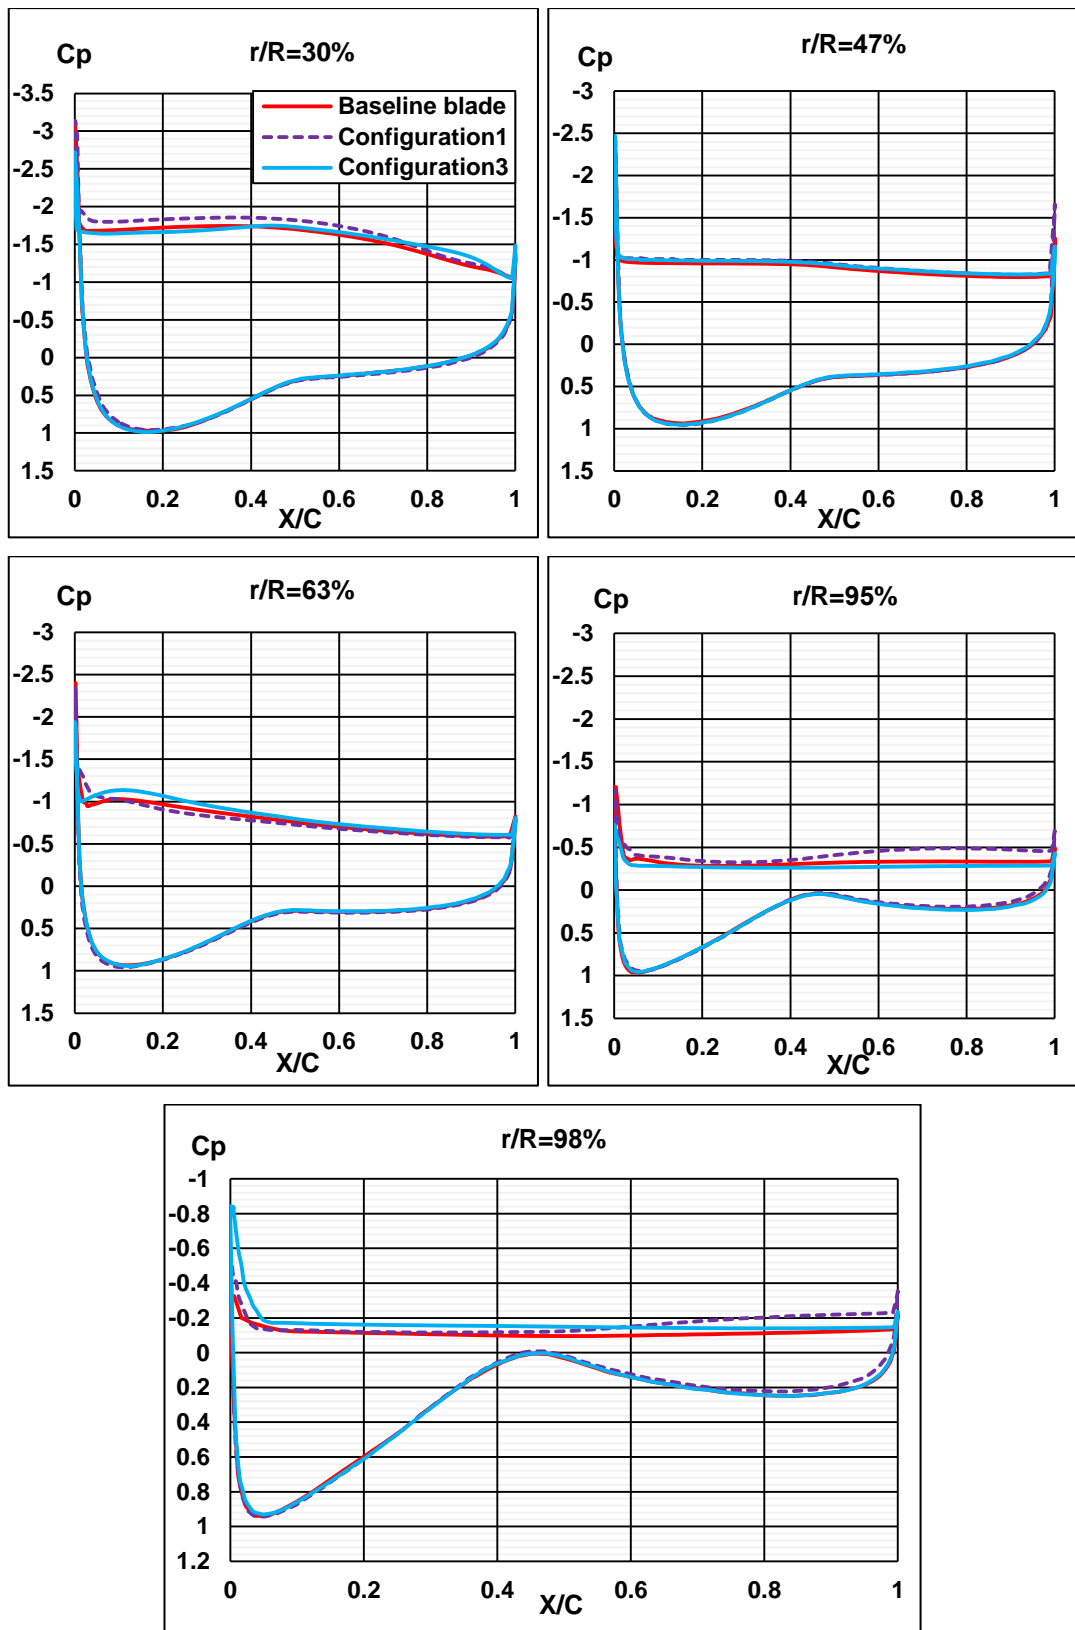 Cp
r/R=30%
-3.5
-3
-2.5
-2
-1.5
-1
-0.5
0
0.5
1
1.5
Baseline blade
Configuration1
Configuration3
0 0.2 0.4 0.6 0.8 1
X/C
Cp
r/R=47%
-3
-2.5
-2
-1.5
-1
-0.5
0
0.5
1
1.5
0 0.2 0.4 0.6 0.8 1
X/C
Cp
r/R=63%
-3
-2.5
-2
-1.5
-1
-0.5
0
0.5
1
1.5
0 0.2 0.4 0.6 0.8 1
X/C
Cp
r/R=95%
-3
-2.5
-2
-1.5
-1
-0.5
0
0.5
1
1.5
0 0.2 0.4 0.6 0.8 1
X/C
Cp
r/R=98%
-1
-0.8
-0.6
-0.4
-0.2
0
0.2
0.4
0.6
0.8
1
1.2
0 0.2 0.4 0.6 0.8 1
X/C